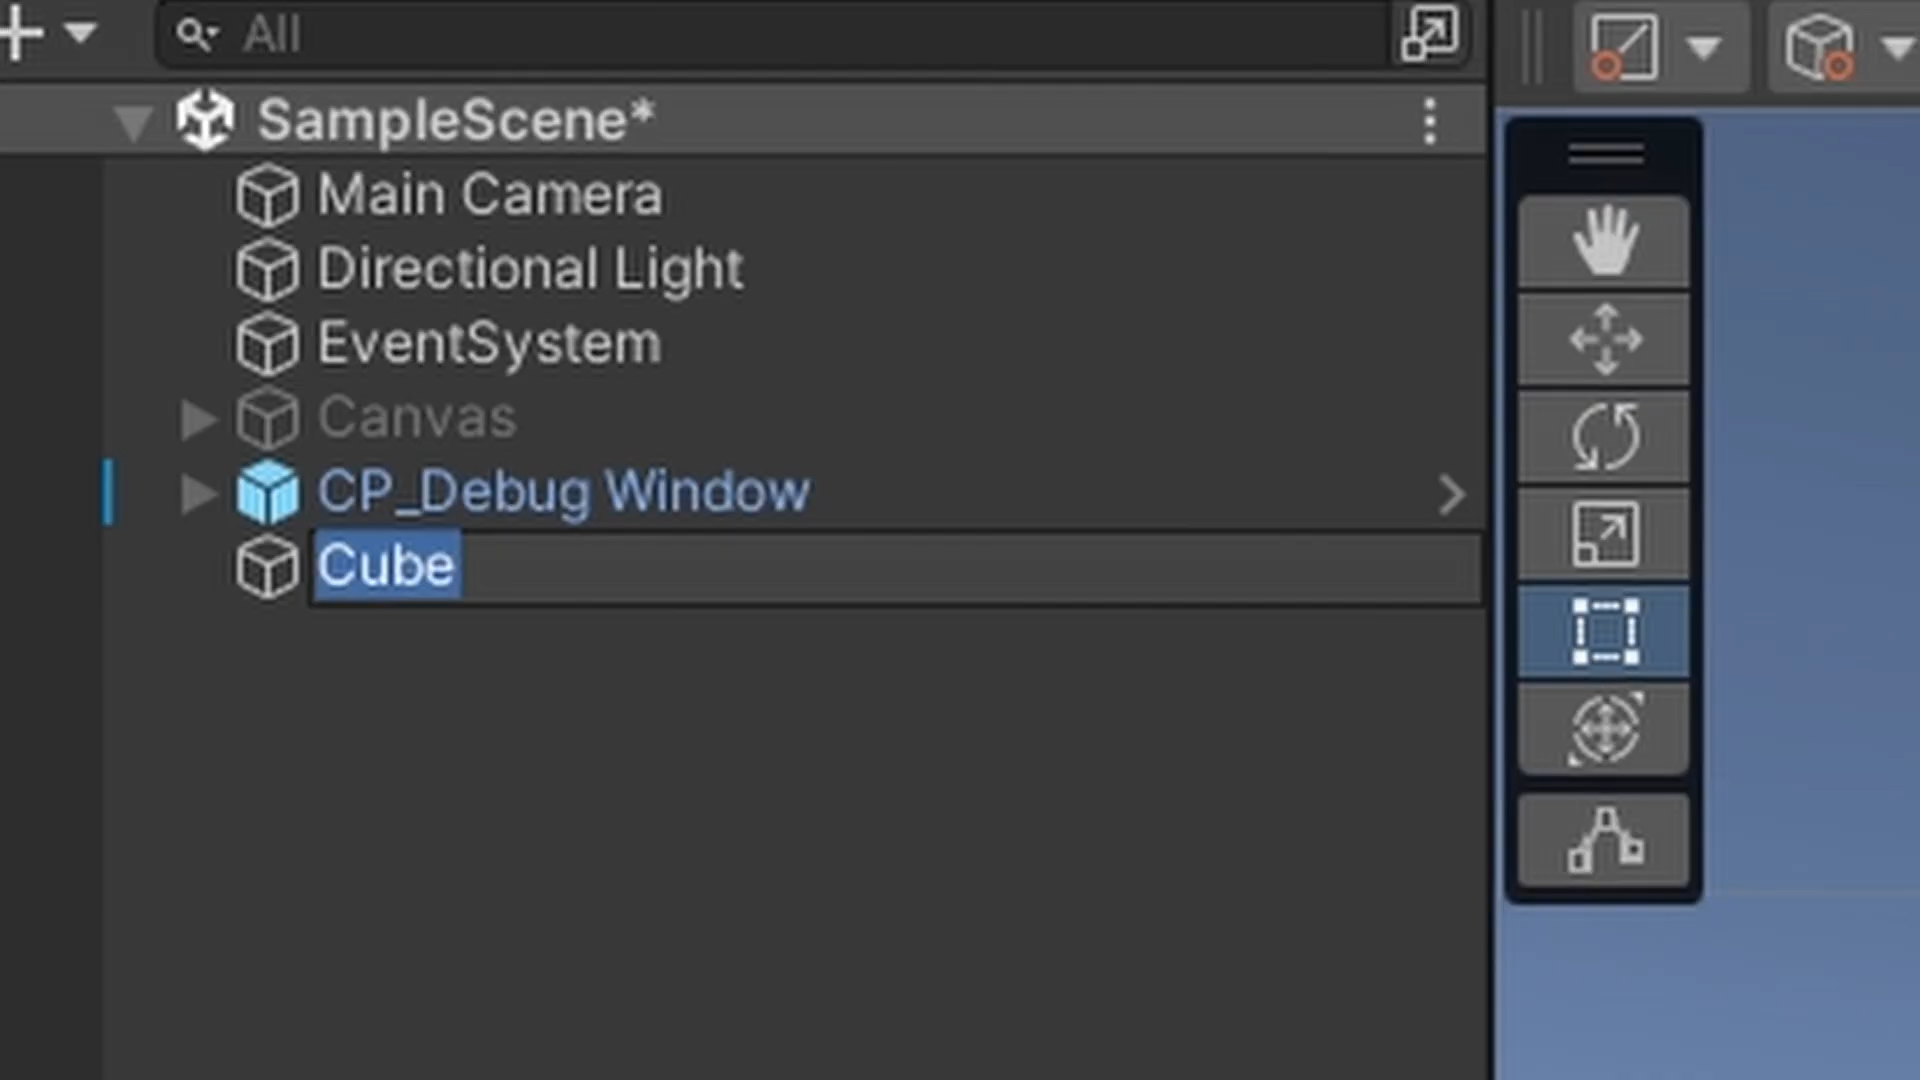 All
SampleScene*
Main Camera
Directional Light
EventSystem
Canvas
CP_Debug Window
Cube